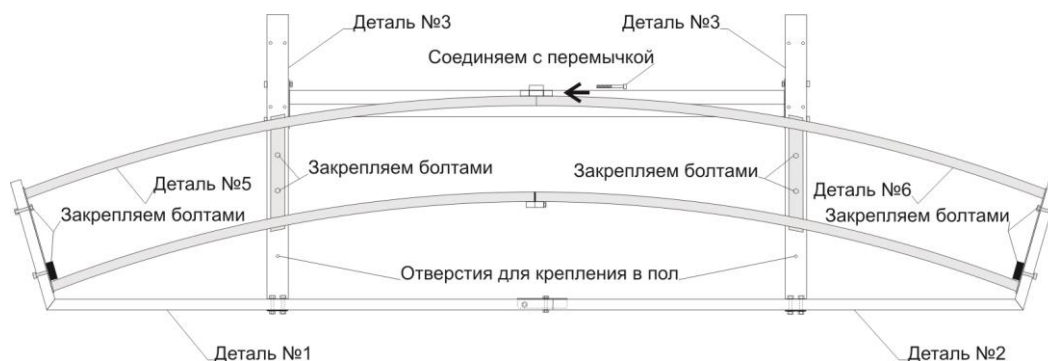 Деталь №3
Деталь №3
Соединяем с перемычкой
Закрепляем болтами
Закрепляем болтами
Деталь №5
Деталь №6
Закрепляем болтами
Закрепляем болтами
Отверстия для крепления в пол
Деталь №1
Деталь №2